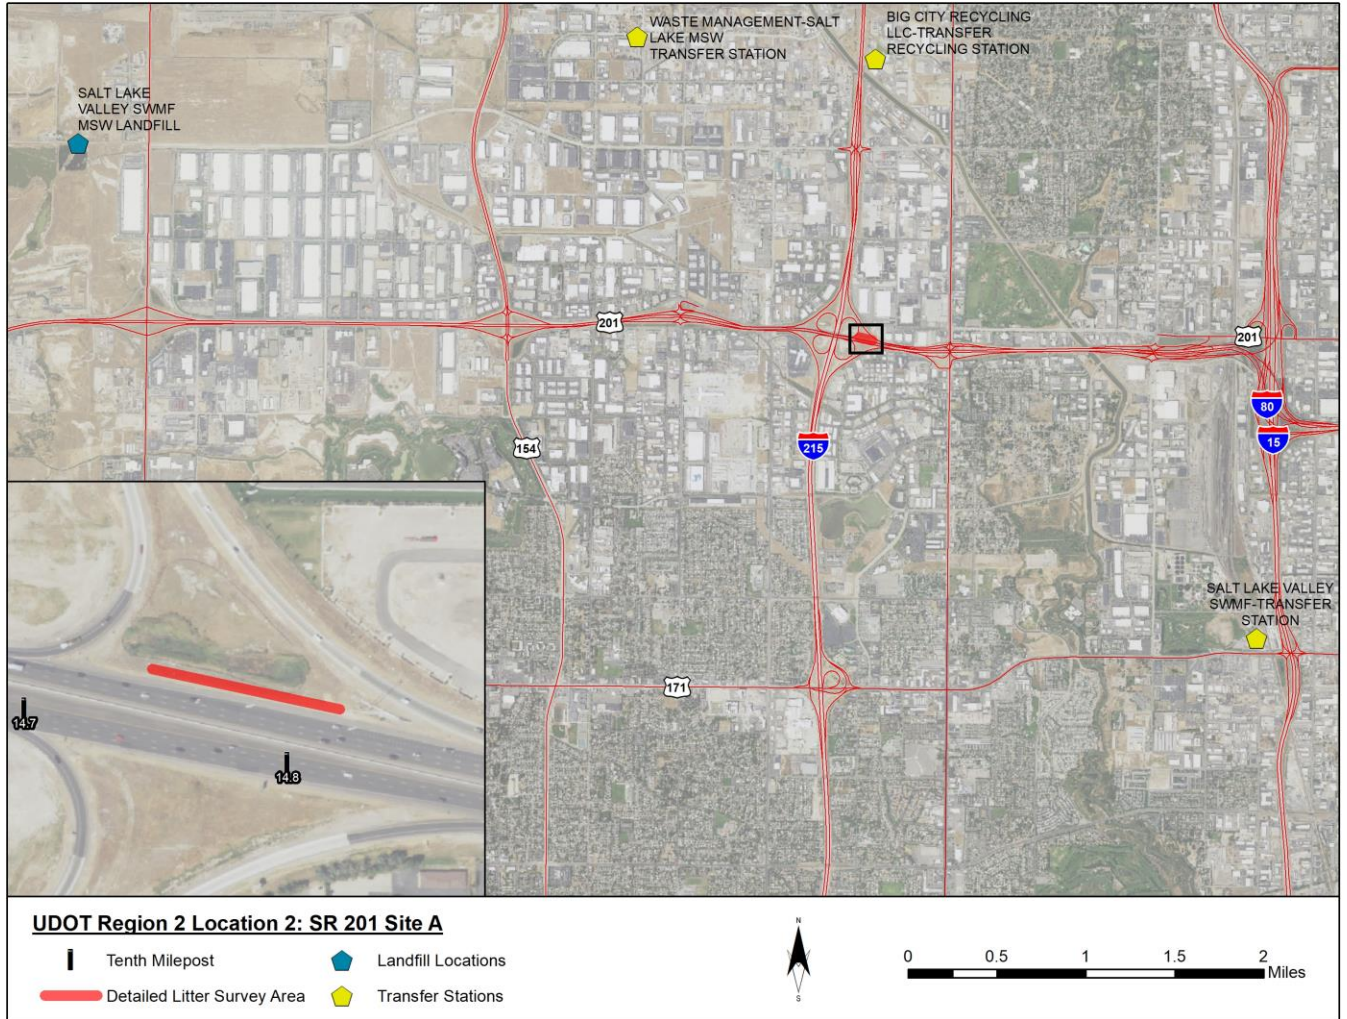 WASTE MANAGEMENT-SALT
LAKE MSW
TRANSFER STATION
BIG CITY RECYCLING
LLC-TRANSFER
RECYCLING STATION
SALT LAKE
VALLEY SWMF
MSW LANDFILL
201
201
80
15
154
215
SALT LAKE VALLEY
SWMF-TRANSFER
STATION
171
14.7
14.8
UDOT Region 2 Location 2: SR 201 Site A
Tenth Milepost
Landfill Locations
Detailed Litter Survey Area
Transfer Stations
N
S
0 0.5 1 1.5 2
Miles